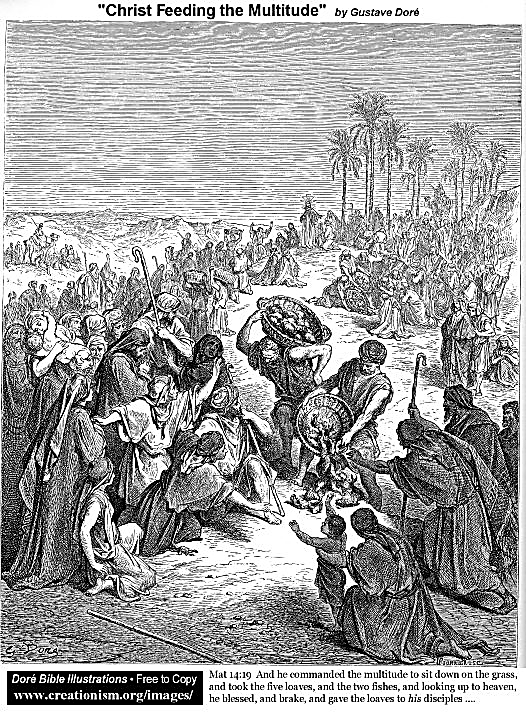 "Christ Feeding the Multitude" by Gustave Doré
G. Doré
Doré Bible Illustrations • Free to Copy
www.creationism.org/images/
Mat 14:19 And he commanded the multitude to sit down on the grass,
and took the five loaves, and the two fishes, and looking up to heaven,
he blessed, and brake, and gave the loaves to his disciples ....